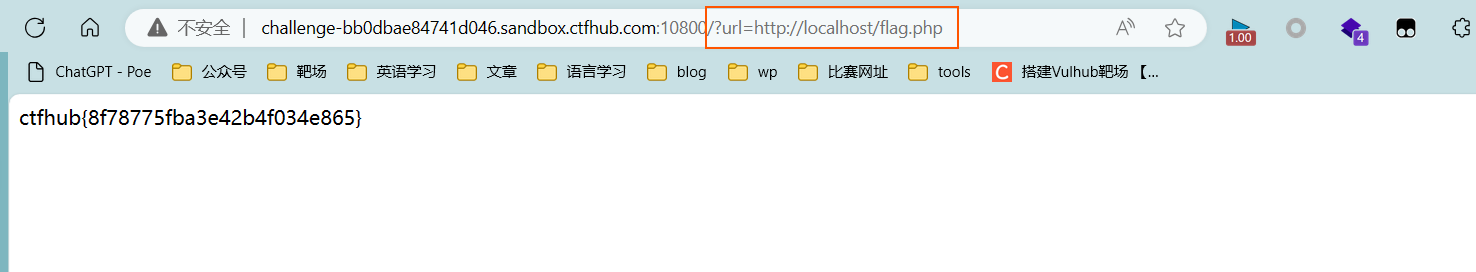 不安全 | challenge-bb0dbae84741d046.sandbox.ctfhub.com:10800/?url=http://localhost/flag.php A 1.00 4
ChatGPT - Poe 公众号 靶场 英语学习 文章 语言学习 blog wp 比赛网址 tools C 搭建Vulhub靶场 【...
ctfhub{8f78775fba3e42b4f034e865}